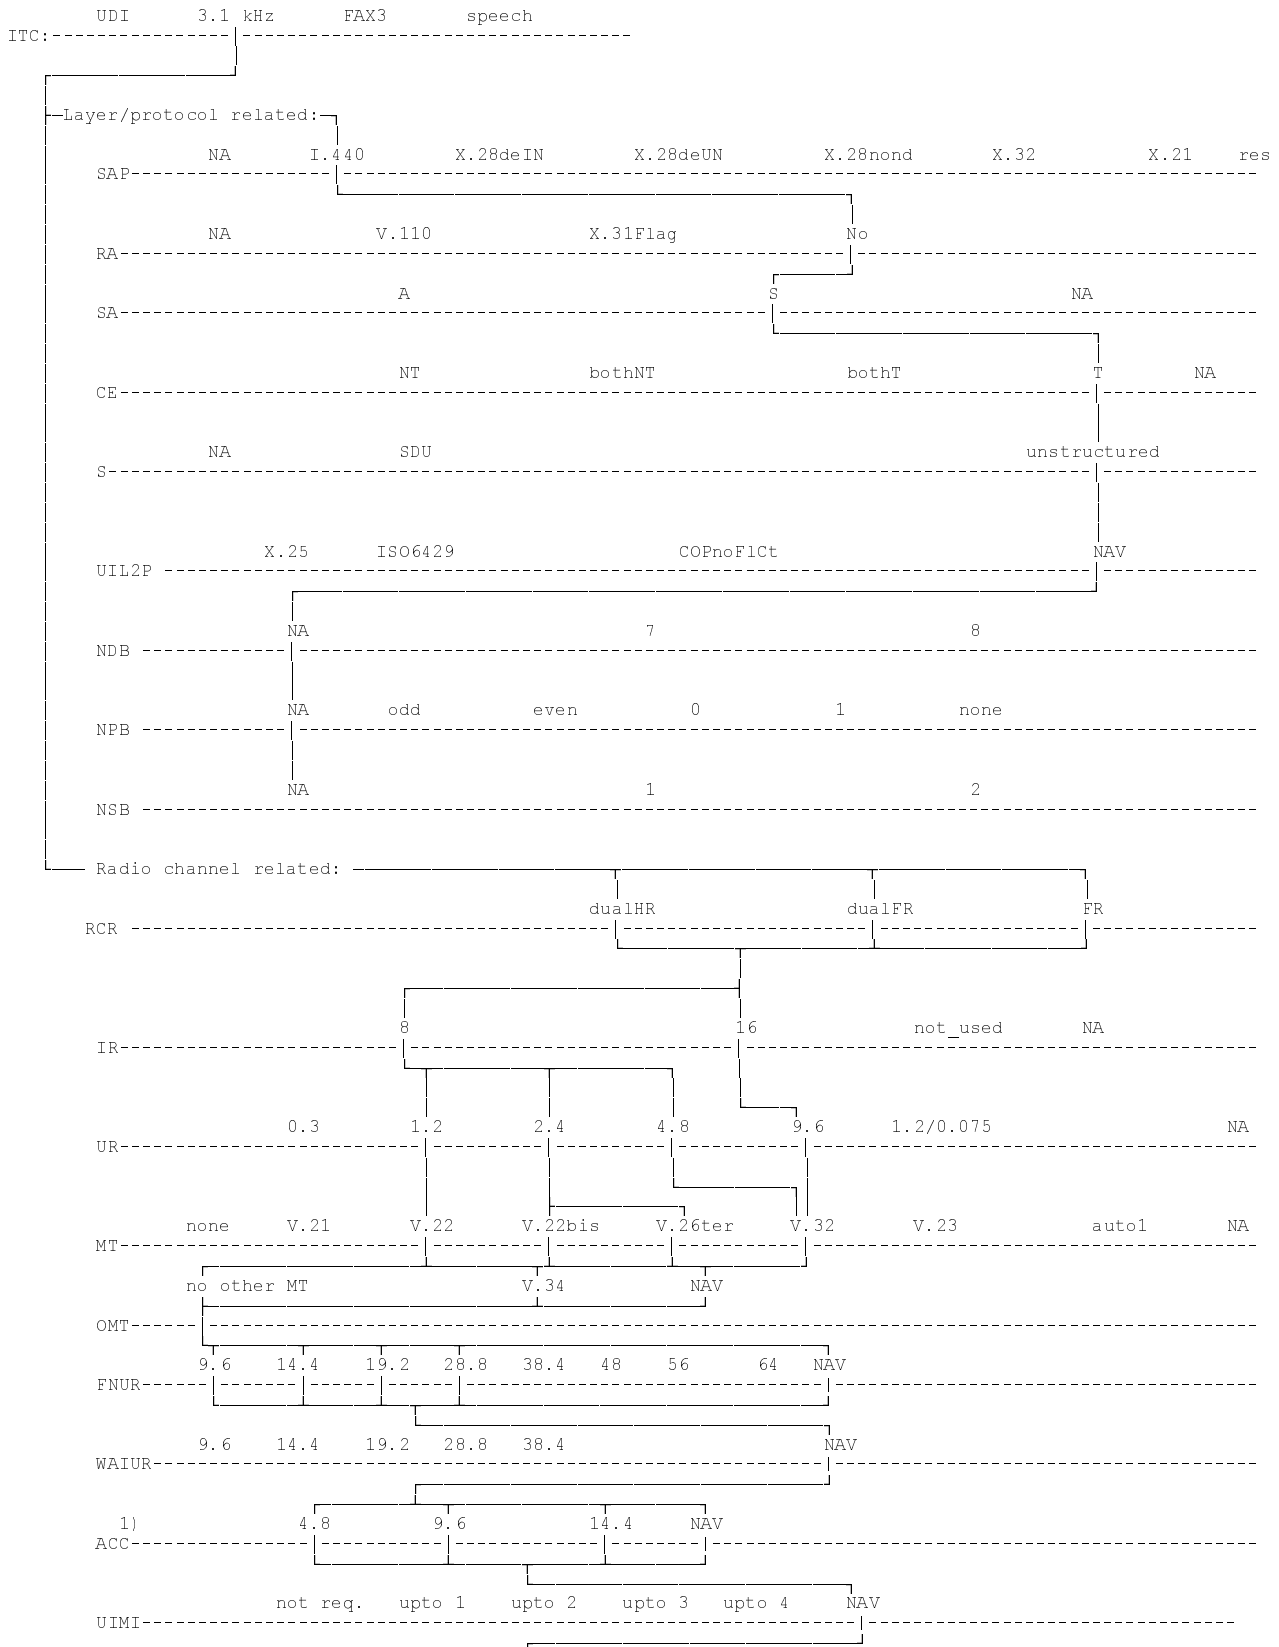 UDI 3.1 kHz FAX3 speech
ITC:
Layer/protocol related:
NA I.440 X.28deIN X.28deUN X.28nond X.32 X.21 res
SAP
NA V.110 X.31Flag No
RA
A S NA
SA
NT bothNT bothT T NA
CE
NA SDU unstructured
S
X.25 ISO6429 COPnoFlCt NAV
UIL2P
NA 7 8
NDB
NA odd even 0 1 none
NPB
NA 1 2
NSB
Radio channel related:
dualHR dualFR FR
RCR
8 16 not_used NA
IR
0.3 1.2 2.4 4.8 9.6 1.2/0.075 NA
UR
none V.21 V.22 V.22bis V.26ter V.32 V.23 auto1 NA
MT
no other MT V.34 NAV
OMT
9.6 14.4 19.2 28.8 38.4 48 56 64 NAV
FNUR
9.6 14.4 19.2 28.8 38.4 NAV
WAIUR
1) 4.8 9.6 14.4 NAV
ACC
not req. upto 1 upto 2 upto 3 upto 4 NAV
UIMI